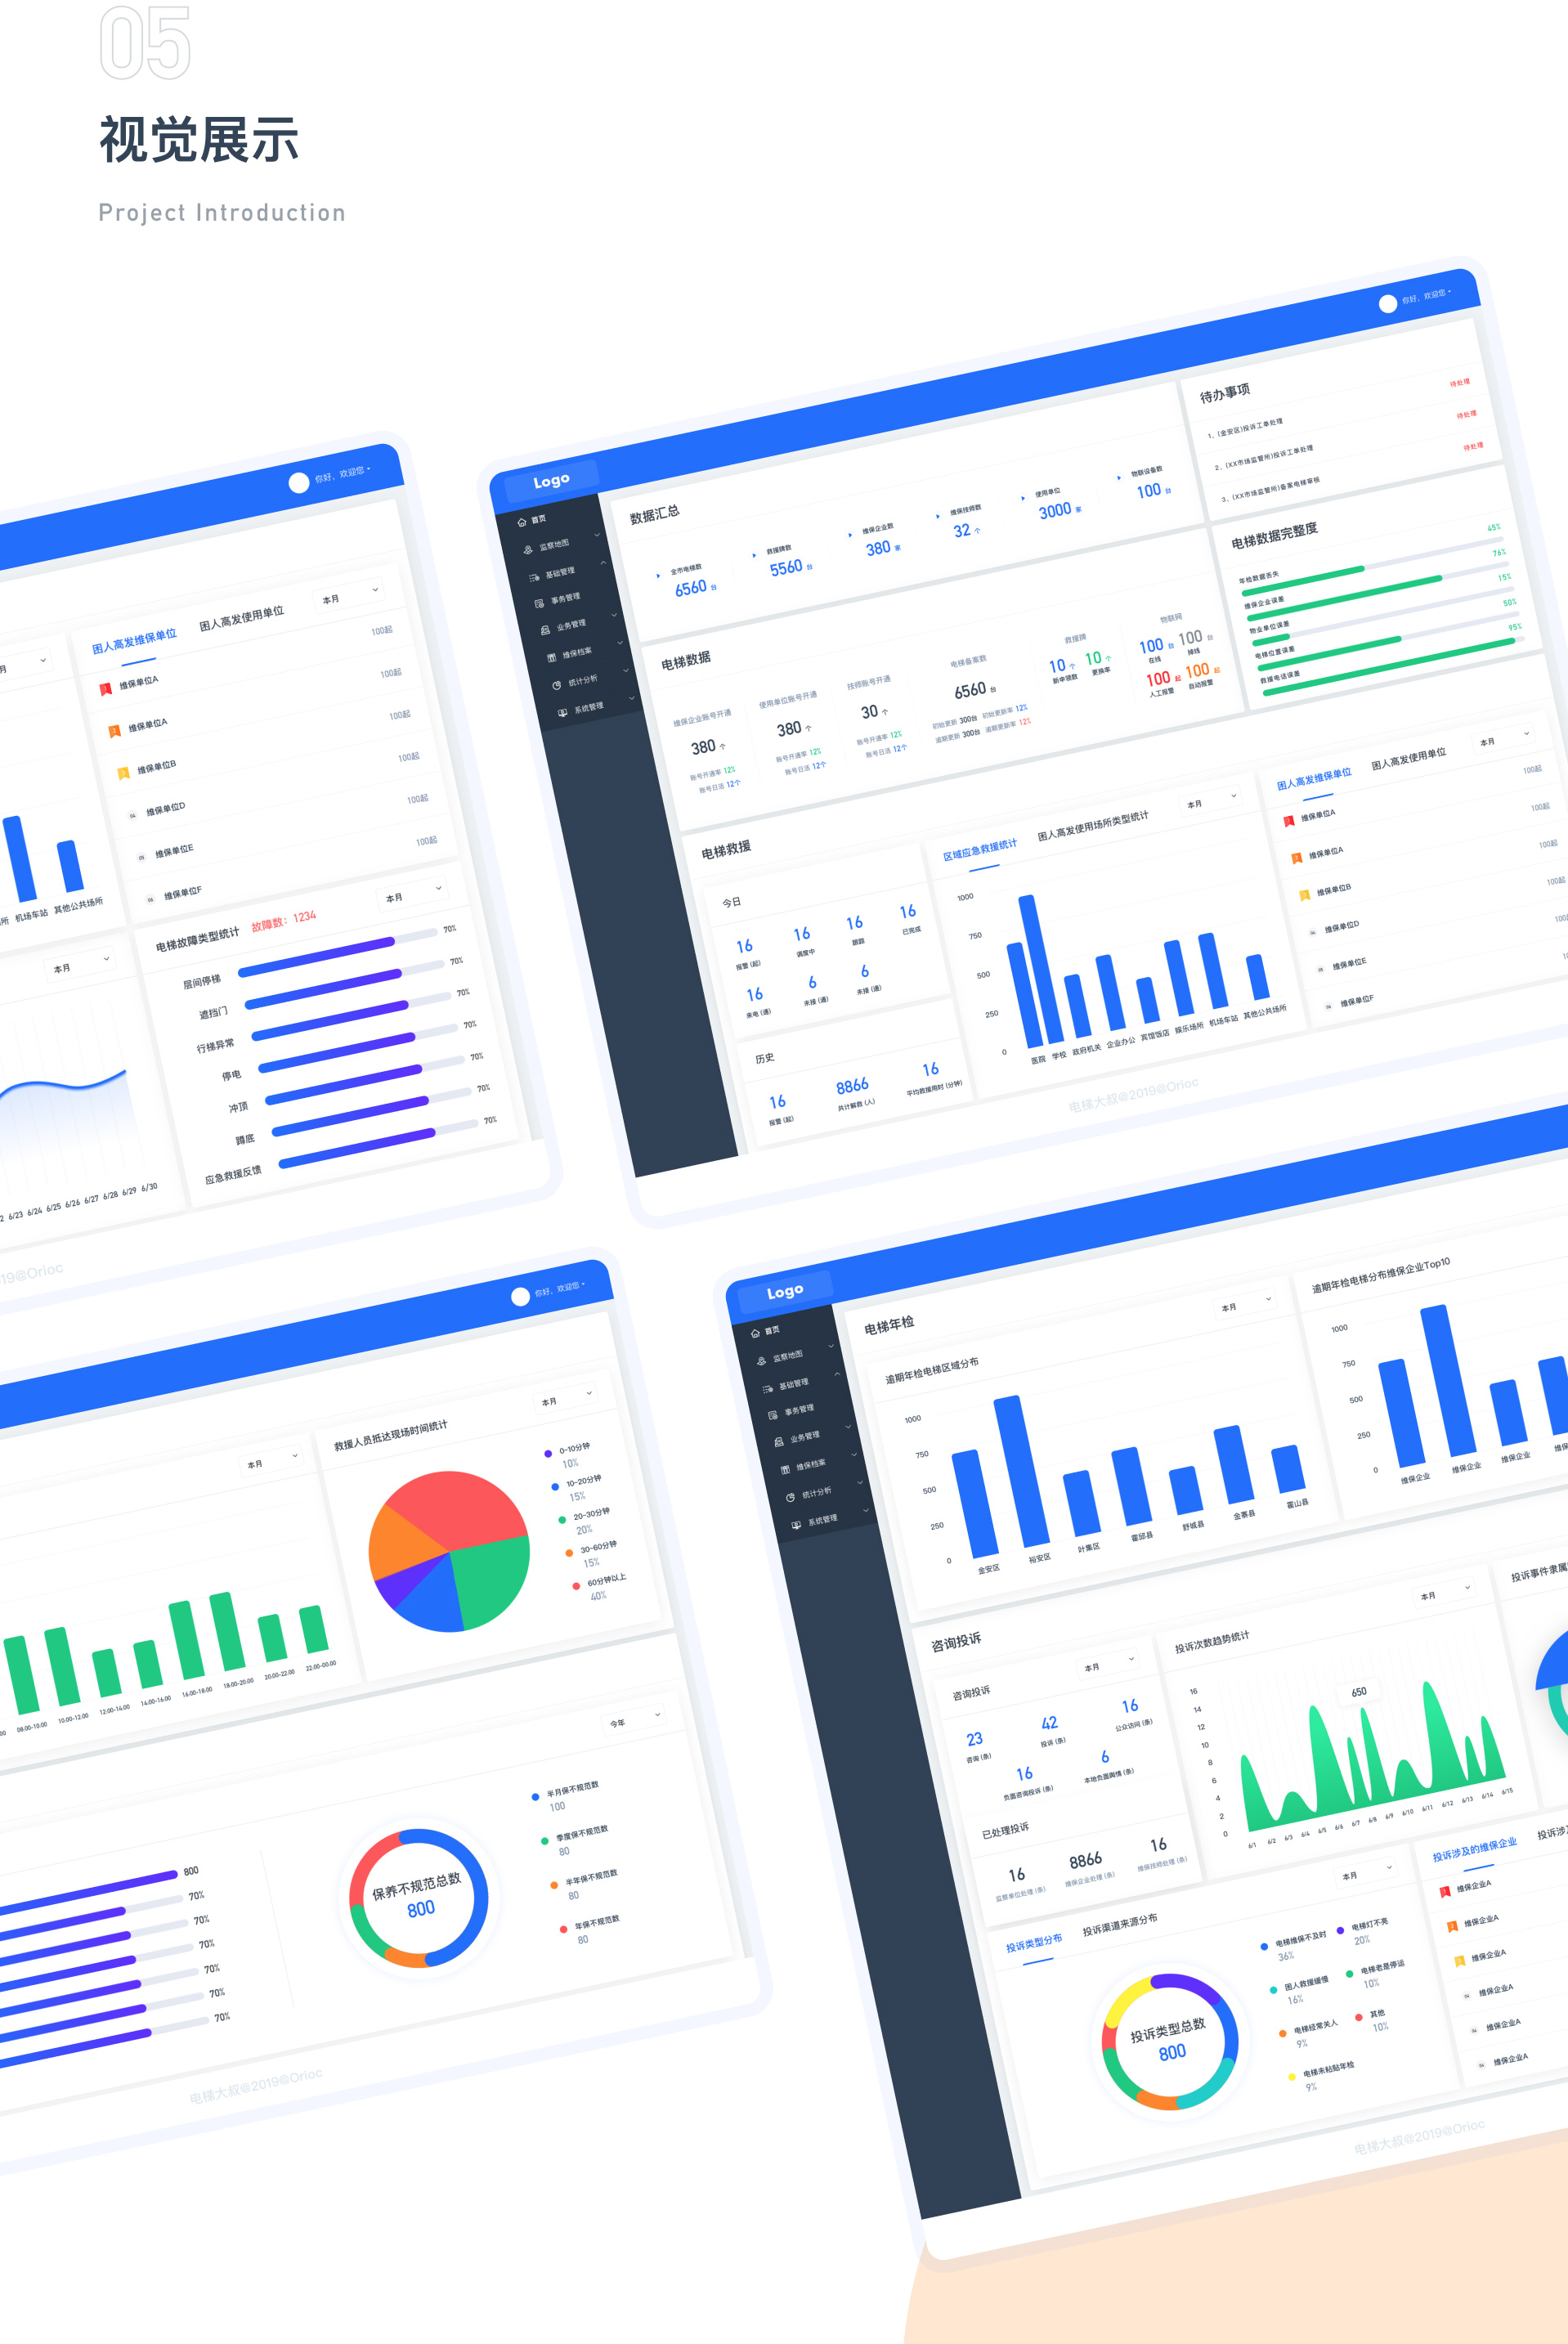 05
视觉展示
Project Introduction
你好，欢迎您
困人高发维保单位
困人高发使用单位
本月
维保单位A
100起
维保单位A
100起
维保单位B
100起
维保单位D
100起
维保单位E
100起
维保单位F
100起
机场车站
其他公共场所
本月
6/23 6/24 6/25 6/26 6/27 6/28 6/29 6/30
电梯故障类型统计
故障数：1234
本月
层间停梯
70%
遮挡门
70%
行梯异常
70%
停电
70%
冲顶
70%
蹲底
70%
应急救援反馈
70%
19@Orioc
Logo
你好，欢迎您
首页
监察地图
基础管理
事务管理
业务管理
维保档案
统计分析
系统管理
数据汇总
全市电梯数
6560 台
救援牌数
5560 台
维保企业数
380 家
维保技师数
32 个
使用单位
3000 家
物联设备数
100 台
待办事项
1、(金安区)投诉工单处理
待处理
2、(XX市场监管所)投诉工单处理
待处理
3、(XX市场监管所)备案电梯审核
待处理
电梯数据
维保企业账号开通
380 个
账号开通率 12%
账号日活 12个
使用单位账号开通
380 个
账号开通率 12%
账号日活 12个
技师账号开通
30 个
账号开通率 12%
账号日活 12个
电梯备案数
6560 台
初始更新 300台 初始更新率 12%
逾期更新 300台 逾期更新率 12%
救援牌
10 个
新申领数
10 个
更换率
物联网
100 台
在线
100 台
掉线
100 起
人工报警
100 起
自动报警
电梯数据完整度
年检数据丢失
45%
维保企业误差
76%
物业单位误差
15%
电梯位置误差
50%
救援电话误差
95%
电梯救援
今日
16
报警 (起)
16
调度中
16
跟踪
16
已完成
16
来电 (通)
6
未接 (通)
6
未接 (通)
历史
16
报警 (起)
8866
共计解救 (人)
16
平均救援用时 (分钟)
区域应急救援统计
困人高发使用场所类型统计
本月
1000
750
500
250
0
医院 学校 政府机关 企业办公 宾馆饭店 娱乐场所 机场车站 其他公共场所
困人高发维保单位
困人高发使用单位
本月
维保单位A
100起
维保单位A
100起
维保单位B
100起
维保单位D
100起
维保单位E
维保单位F
电梯大叔@2019@Orioc
你好，欢迎您
本月
08:00-10:00 10:00-12:00 12:00-14:00 14:00-16:00 16:00-18:00 18:00-20:00 20:00-22:00 22:00-00:00
救援人员抵达现场时间统计
本月
0-10分钟
10%
10-20分钟
15%
20-30分钟
20%
30-60分钟
15%
60分钟以上
40%
今年
800
70%
70%
70%
70%
70%
70%
保养不规范总数
800
半月保不规范数
100
季度保不规范数
80
半年保不规范数
80
年保不规范数
80
电梯大叔@2019@Orioc
Logo
首页
监察地图
基础管理
事务管理
业务管理
维保档案
统计分析
系统管理
电梯年检
逾期年检电梯区域分布
本月
1000
750
500
250
0
金安区 裕安区 叶集区 霍邱县 舒城县 金寨县 霍山县
逾期年检电梯分布维保企业Top10
1000
750
500
250
0
维保企业 维保企业 维保企业
咨询投诉
咨询投诉
本月
23
咨询 (条)
42
投诉 (条)
16
公众访问 (条)
16
负面咨询投诉 (条)
6
本地负面舆情 (条)
已处理投诉
16
监察单位处理 (条)
8866
维保企业处理 (条)
16
维保技师处理 (条)
投诉次数趋势统计
本月
16
14
12
10
8
6
4
2
0
650
6/1 6/2 6/3 6/4 6/5 6/6 6/7 6/8 6/9 6/10 6/11 6/12 6/13 6/14 6/15
投诉事件隶属
投诉类型分布
投诉渠道来源分布
本月
投诉类型总数
800
电梯维保不及时
36%
电梯灯不亮
20%
困人救援缓慢
16%
电梯老是停运
10%
电梯经常关人
9%
其他
10%
电梯未粘贴年检
9%
投诉涉及的维保企业
维保企业A
维保企业A
维保企业A
维保企业A
维保企业A
维保企业A
电梯大叔@2019@Orioc